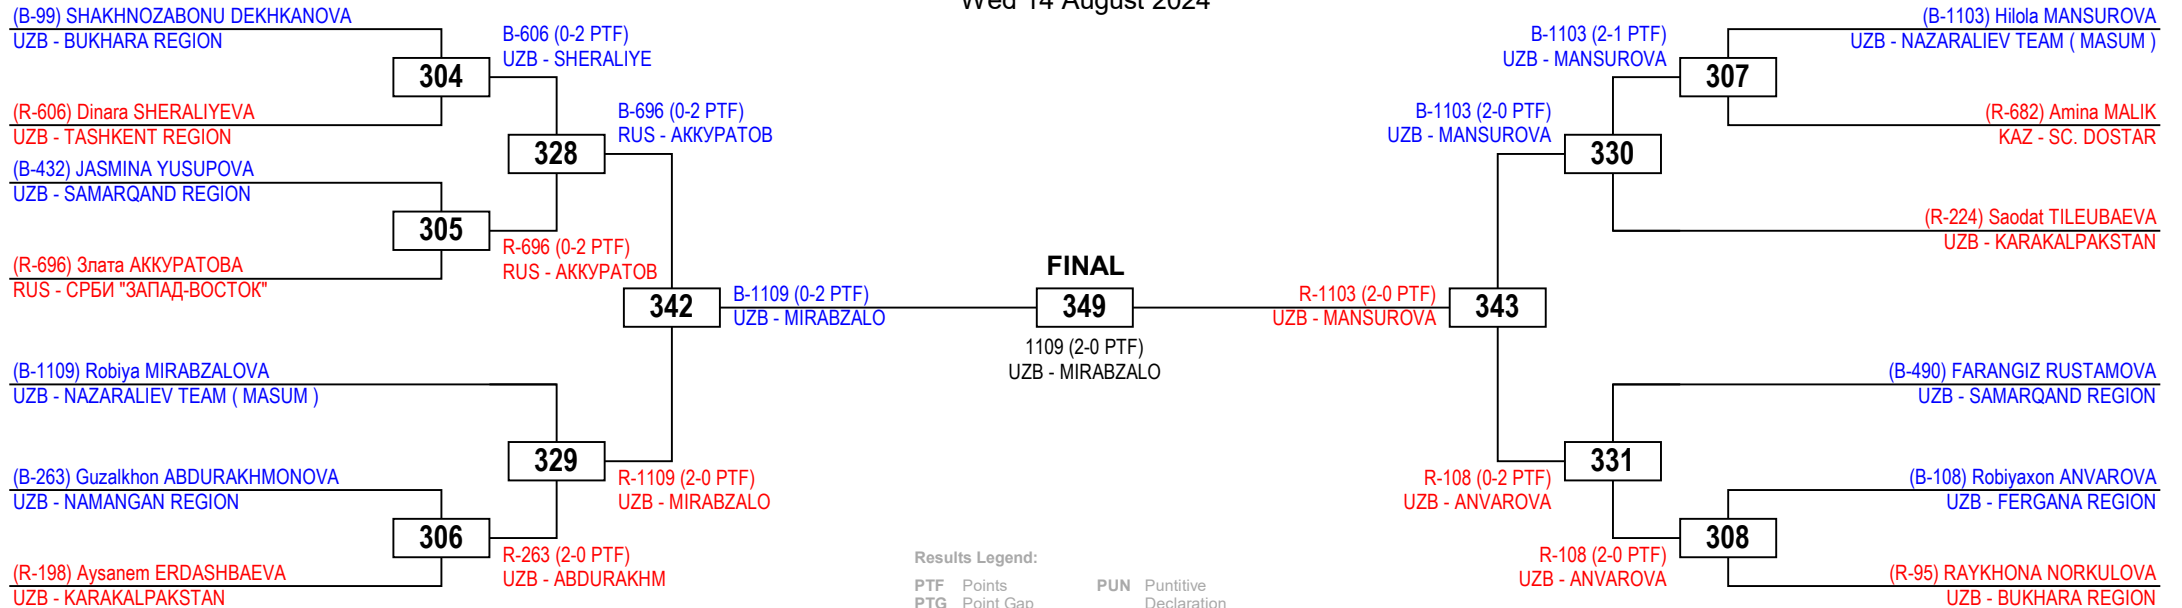 Wed 14 August 2024
(B-99) SHAKHNOZABONU DEKHKANOVA
UZB - BUKHARA REGION
304
(R-606) Dinara SHERALIYEVA
UZB - TASHKENT REGION
B-606 (0-2 PTF)
UZB - SHERALIYE
(B-432) JASMINA YUSUPOVA
UZB - SAMARQAND REGION
305
(R-696) Злата АККУРАТОВА
RUS - СРБИ "ЗАПАД-ВОСТОК"
R-696 (0-2 PTF)
RUS - АККУРАТОВ
328
B-696 (0-2 PTF)
RUS - АККУРАТОВ
(B-1109) Robiya MIRABZALOVA
UZB - NAZARALIEV TEAM ( MASUM )
(B-263) Guzalkhon ABDURAKHMONOVA
UZB - NAMANGAN REGION
306
(R-198) Aysanem ERDASHBAEVA
UZB - KARAKALPAKSTAN
R-263 (2-0 PTF)
UZB - ABDURAKHM
329
R-1109 (2-0 PTF)
UZB - MIRABZALO
342
B-1109 (0-2 PTF)
UZB - MIRABZALO
FINAL
349
1109 (2-0 PTF)
UZB - MIRABZALO
R-1103 (2-0 PTF)
UZB - MANSUROVA
343
B-1103 (2-0 PTF)
UZB - MANSUROVA
330
B-1103 (2-1 PTF)
UZB - MANSUROVA
307
(B-1103) Hilola MANSUROVA
UZB - NAZARALIEV TEAM ( MASUM )
(R-682) Amina MALIK
KAZ - SC. DOSTAR
(R-224) Saodat TILEUBAEVA
UZB - KARAKALPAKSTAN
(B-490) FARANGIZ RUSTAMOVA
UZB - SAMARQAND REGION
331
R-108 (0-2 PTF)
UZB - ANVAROVA
(B-108) Robiyaxon ANVAROVA
UZB - FERGANA REGION
308
R-108 (2-0 PTF)
UZB - ANVAROVA
(R-95) RAYKHONA NORKULOVA
UZB - BUKHARA REGION
Results Legend:
PTF Points PUN Puntitive
PTG Point Gap Declaration